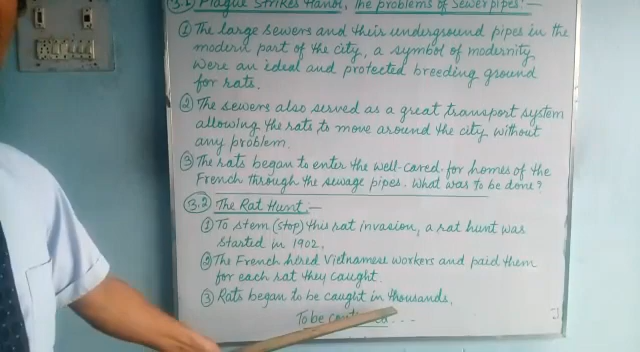 3.1 Plague Strikes Hanoi, The problems of Sewer pipes:-
① The large sewers and their underground pipes in the
modern part of the city, a symbol of modernity
were an ideal and protected breeding ground
for rats.
② The sewers also served as a great transport system
allowing the rats to move around the city without
any problem.
③ The rats began to enter the well-cared-for homes of the
French through the sewage pipes. What was to be done?
3.2 The Rat Hunt:-
① To stem (stop) this rat invasion, a rat hunt was
started in 1902.
② The French hired Vietnamese workers and paid them
for each rat they caught.
③ Rats began to be caught in thousands.
To be ...